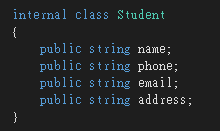 internal class Student
{
    public string name;
    public string phone;
    public string email;
    public string address;
}